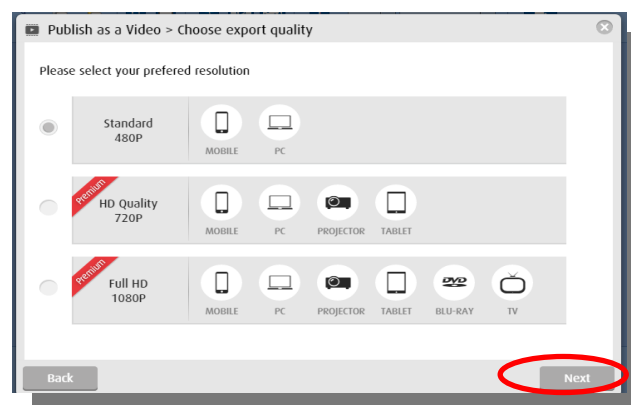 Publish as a Video > Choose export quality
Please select your prefered resolution
Standard
480P
MOBILE PC
Premium
HD Quality
720P
MOBILE PC PROJECTOR TABLET
Premium
Full HD
1080P
DVD
MOBILE PC PROJECTOR TABLET BLU-RAY TV
Back Next